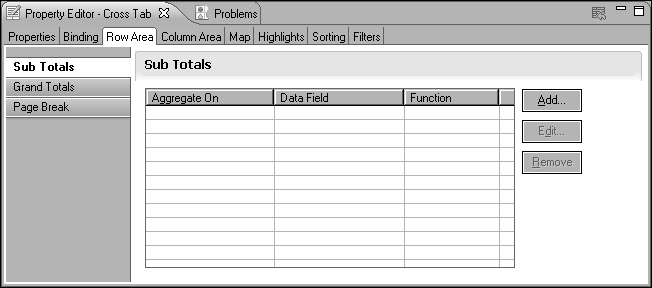 Property Editor - Cross Tab Problems
Properties Binding Row Area Column Area Map Highlights Sorting Filters
Sub Totals
Grand Totals
Page Break
Sub Totals
Aggregate On Data Field Function
Add...
Edit...
Remove